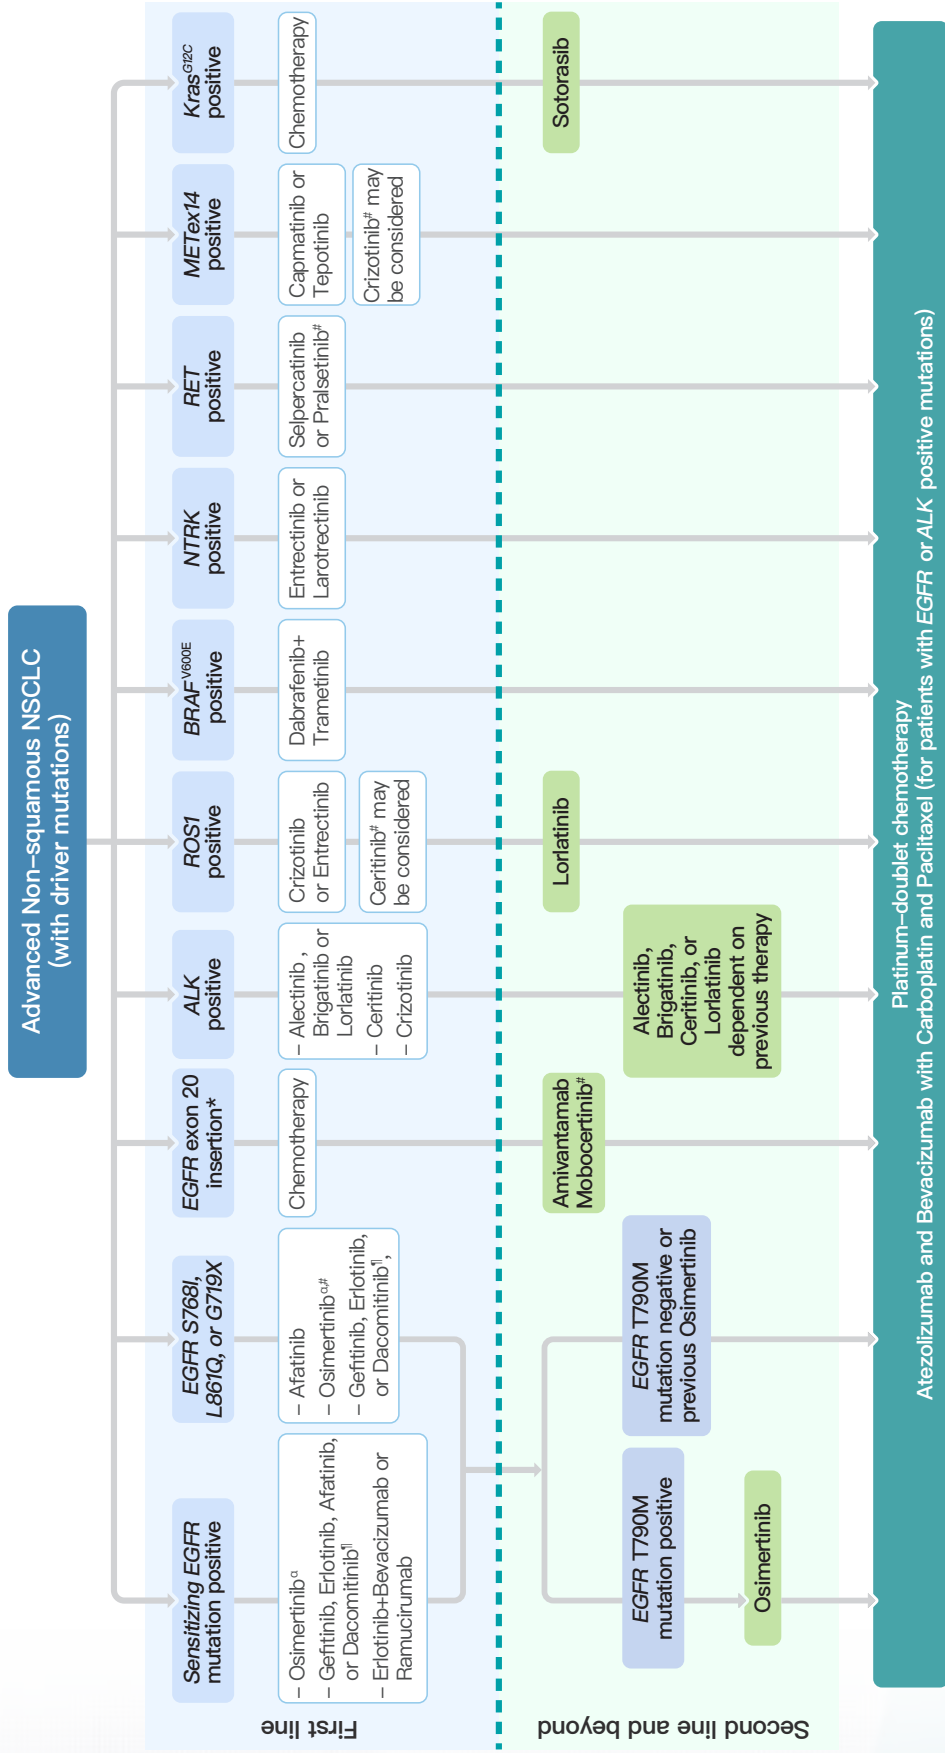 Advanced Non-squamous NSCLC
(with driver mutations)
Sensitizing EGFR
mutation positive
EGFR S768I,
L861Q, or G719X
EGFR exon 20
insertion*
ALK
positive
ROS1
positive
BRAFV600E
positive
NTRK
positive
RET
positive
METex14
positive
KrasG12C
positive
First line
– Osimertinibα
– Gefitinib, Erlotinib, Afatinib,
or Dacomitinib¶
– Erlotinib+Bevacizumab or
Ramucirumab
– Afatinib
– Osimertinibα,#
– Gefitinib, Erlotinib,
or Dacomitinib¶,
Chemotherapy
– Alectinib ,
Brigatinib or
Lorlatinib
– Ceritinib
– Crizotinib
Crizotinib
or Entrectinib
Ceritinib# may
be considered
Dabrafenib+
Trametinib
Entrectinib or
Larotrectinib
Selpercatinib
or Pralsetinib#
Capmatinib or
Tepotinib
Crizotinib# may
be considered
Chemotherapy
Second line and beyond
EGFR T790M
mutation positive
Osimertinib
EGFR T790M
mutation negative or
previous Osimertinib
Amivantamab
Mobocertinib#
Alectinib,
Brigatinib,
Ceritinib, or
Lorlatinib
dependent on
previous therapy
Lorlatinib
Sotorasib
Platinum-doublet chemotherapy
Atezolizumab and Bevacizumab with Carboplatin and Paclitaxel (for patients with EGFR or ALK positive mutations)